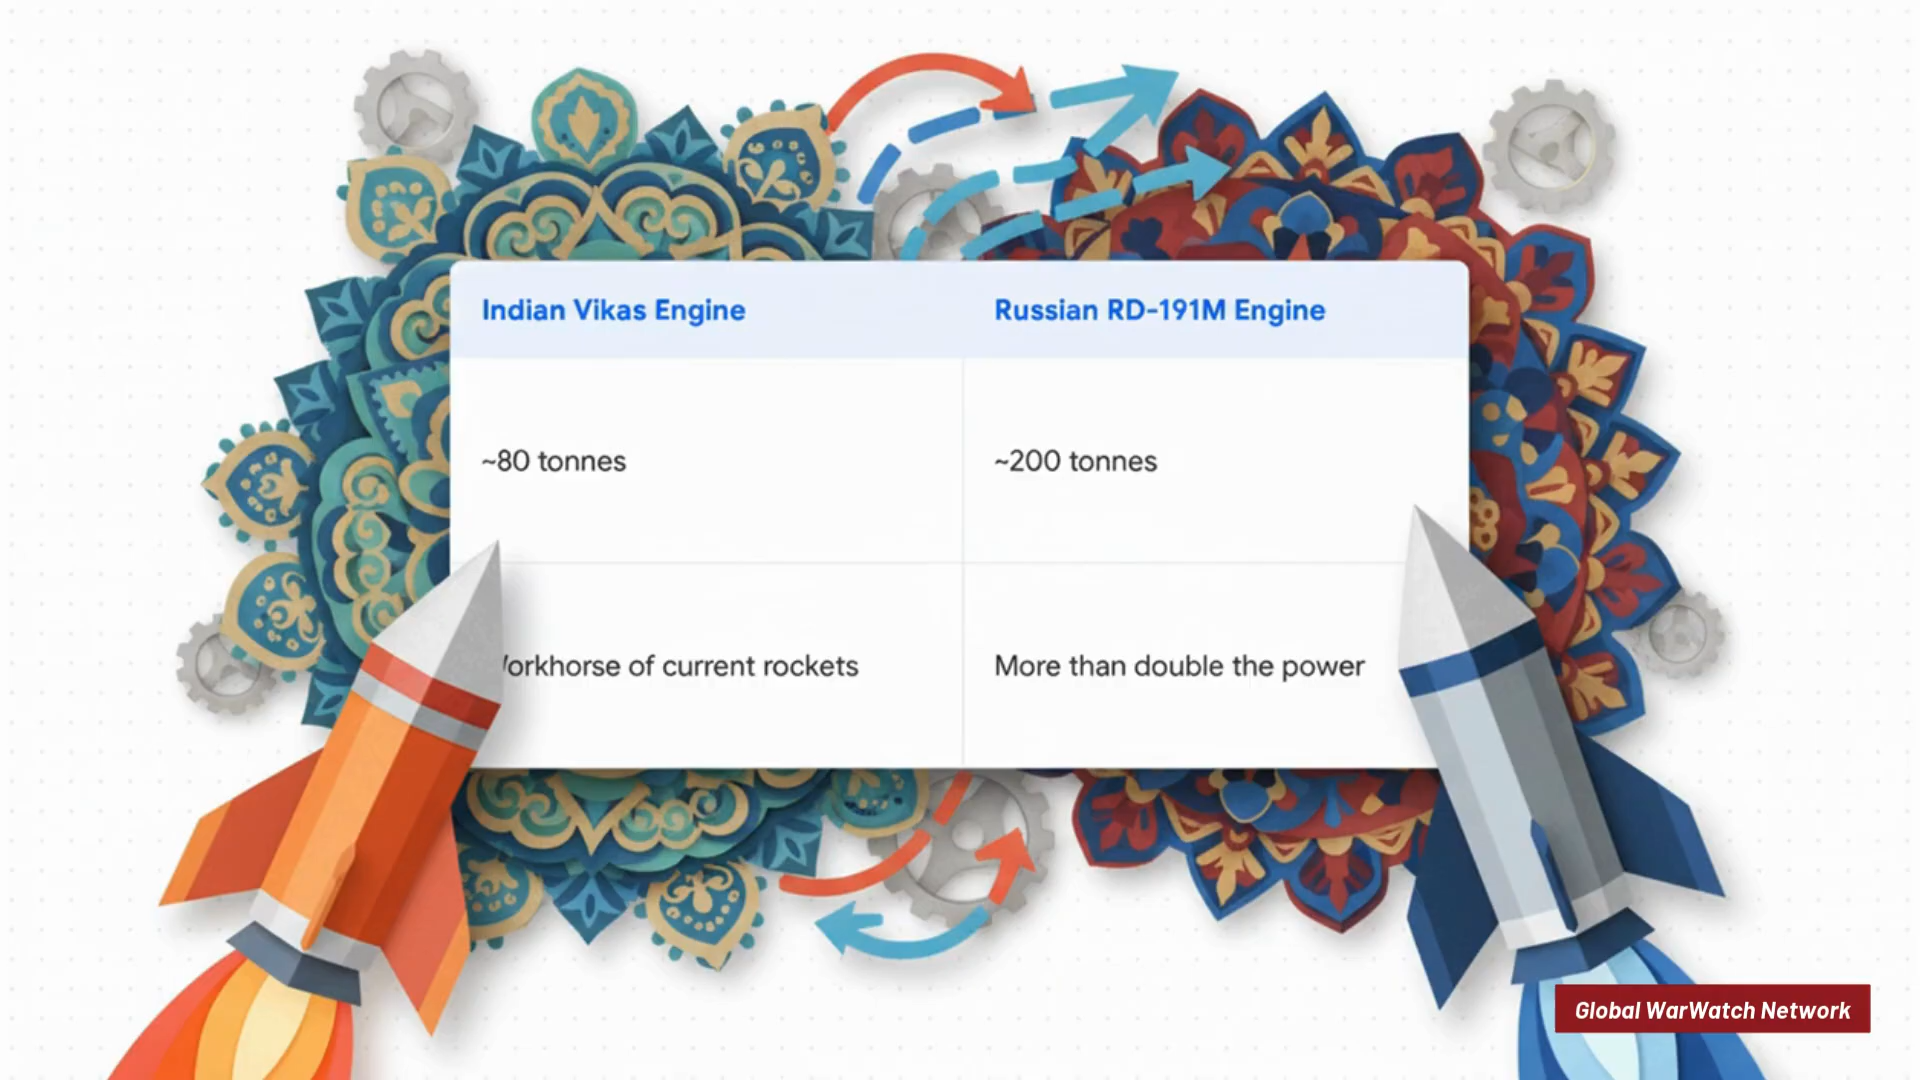 Indian Vikas Engine
Russian RD-191M Engine
~80 tonnes
~200 tonnes
orkhorse of current rockets
More than double the power
Global WarWatch Network